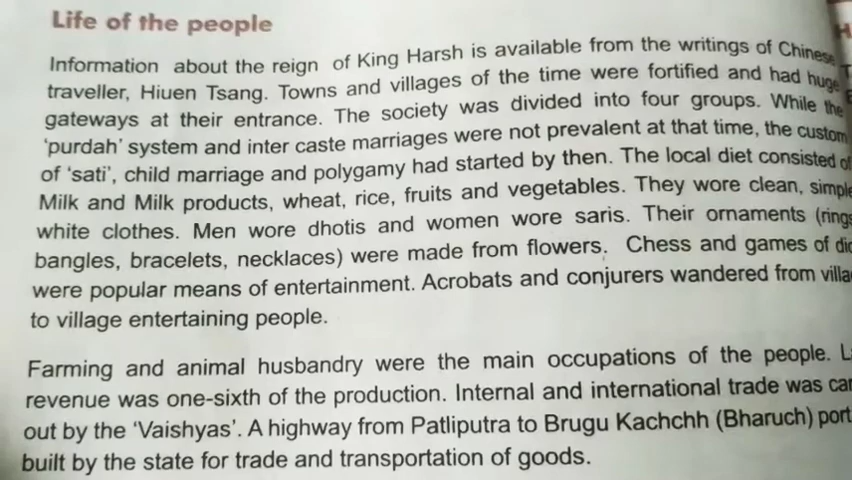 Life of the people
Information about the reign of King Harsh is available from the writings of Chinese
traveller, Hiuen Tsang. Towns and villages of the time were fortified and had huge
gateways at their entrance. The society was divided into four groups. While the
'purdah' system and inter caste marriages were not prevalent at that time, the custom
of 'sati', child marriage and polygamy had started by then. The local diet consisted of
Milk and Milk products, wheat, rice, fruits and vegetables. They wore clean, simple
white clothes. Men wore dhotis and women wore saris. Their ornaments (rings
bangles, bracelets, necklaces) were made from flowers. Chess and games of
were popular means of entertainment. Acrobats and conjurers wandered from
to village entertaining people.
Farming and animal husbandry were the main occupations of the people.
revenue was one-sixth of the production. Internal and international trade was
out by the 'Vaishyas'. A highway from Patliputra to Brugu Kachchh (Bharuch) port
built by the state for trade and transportation of goods.